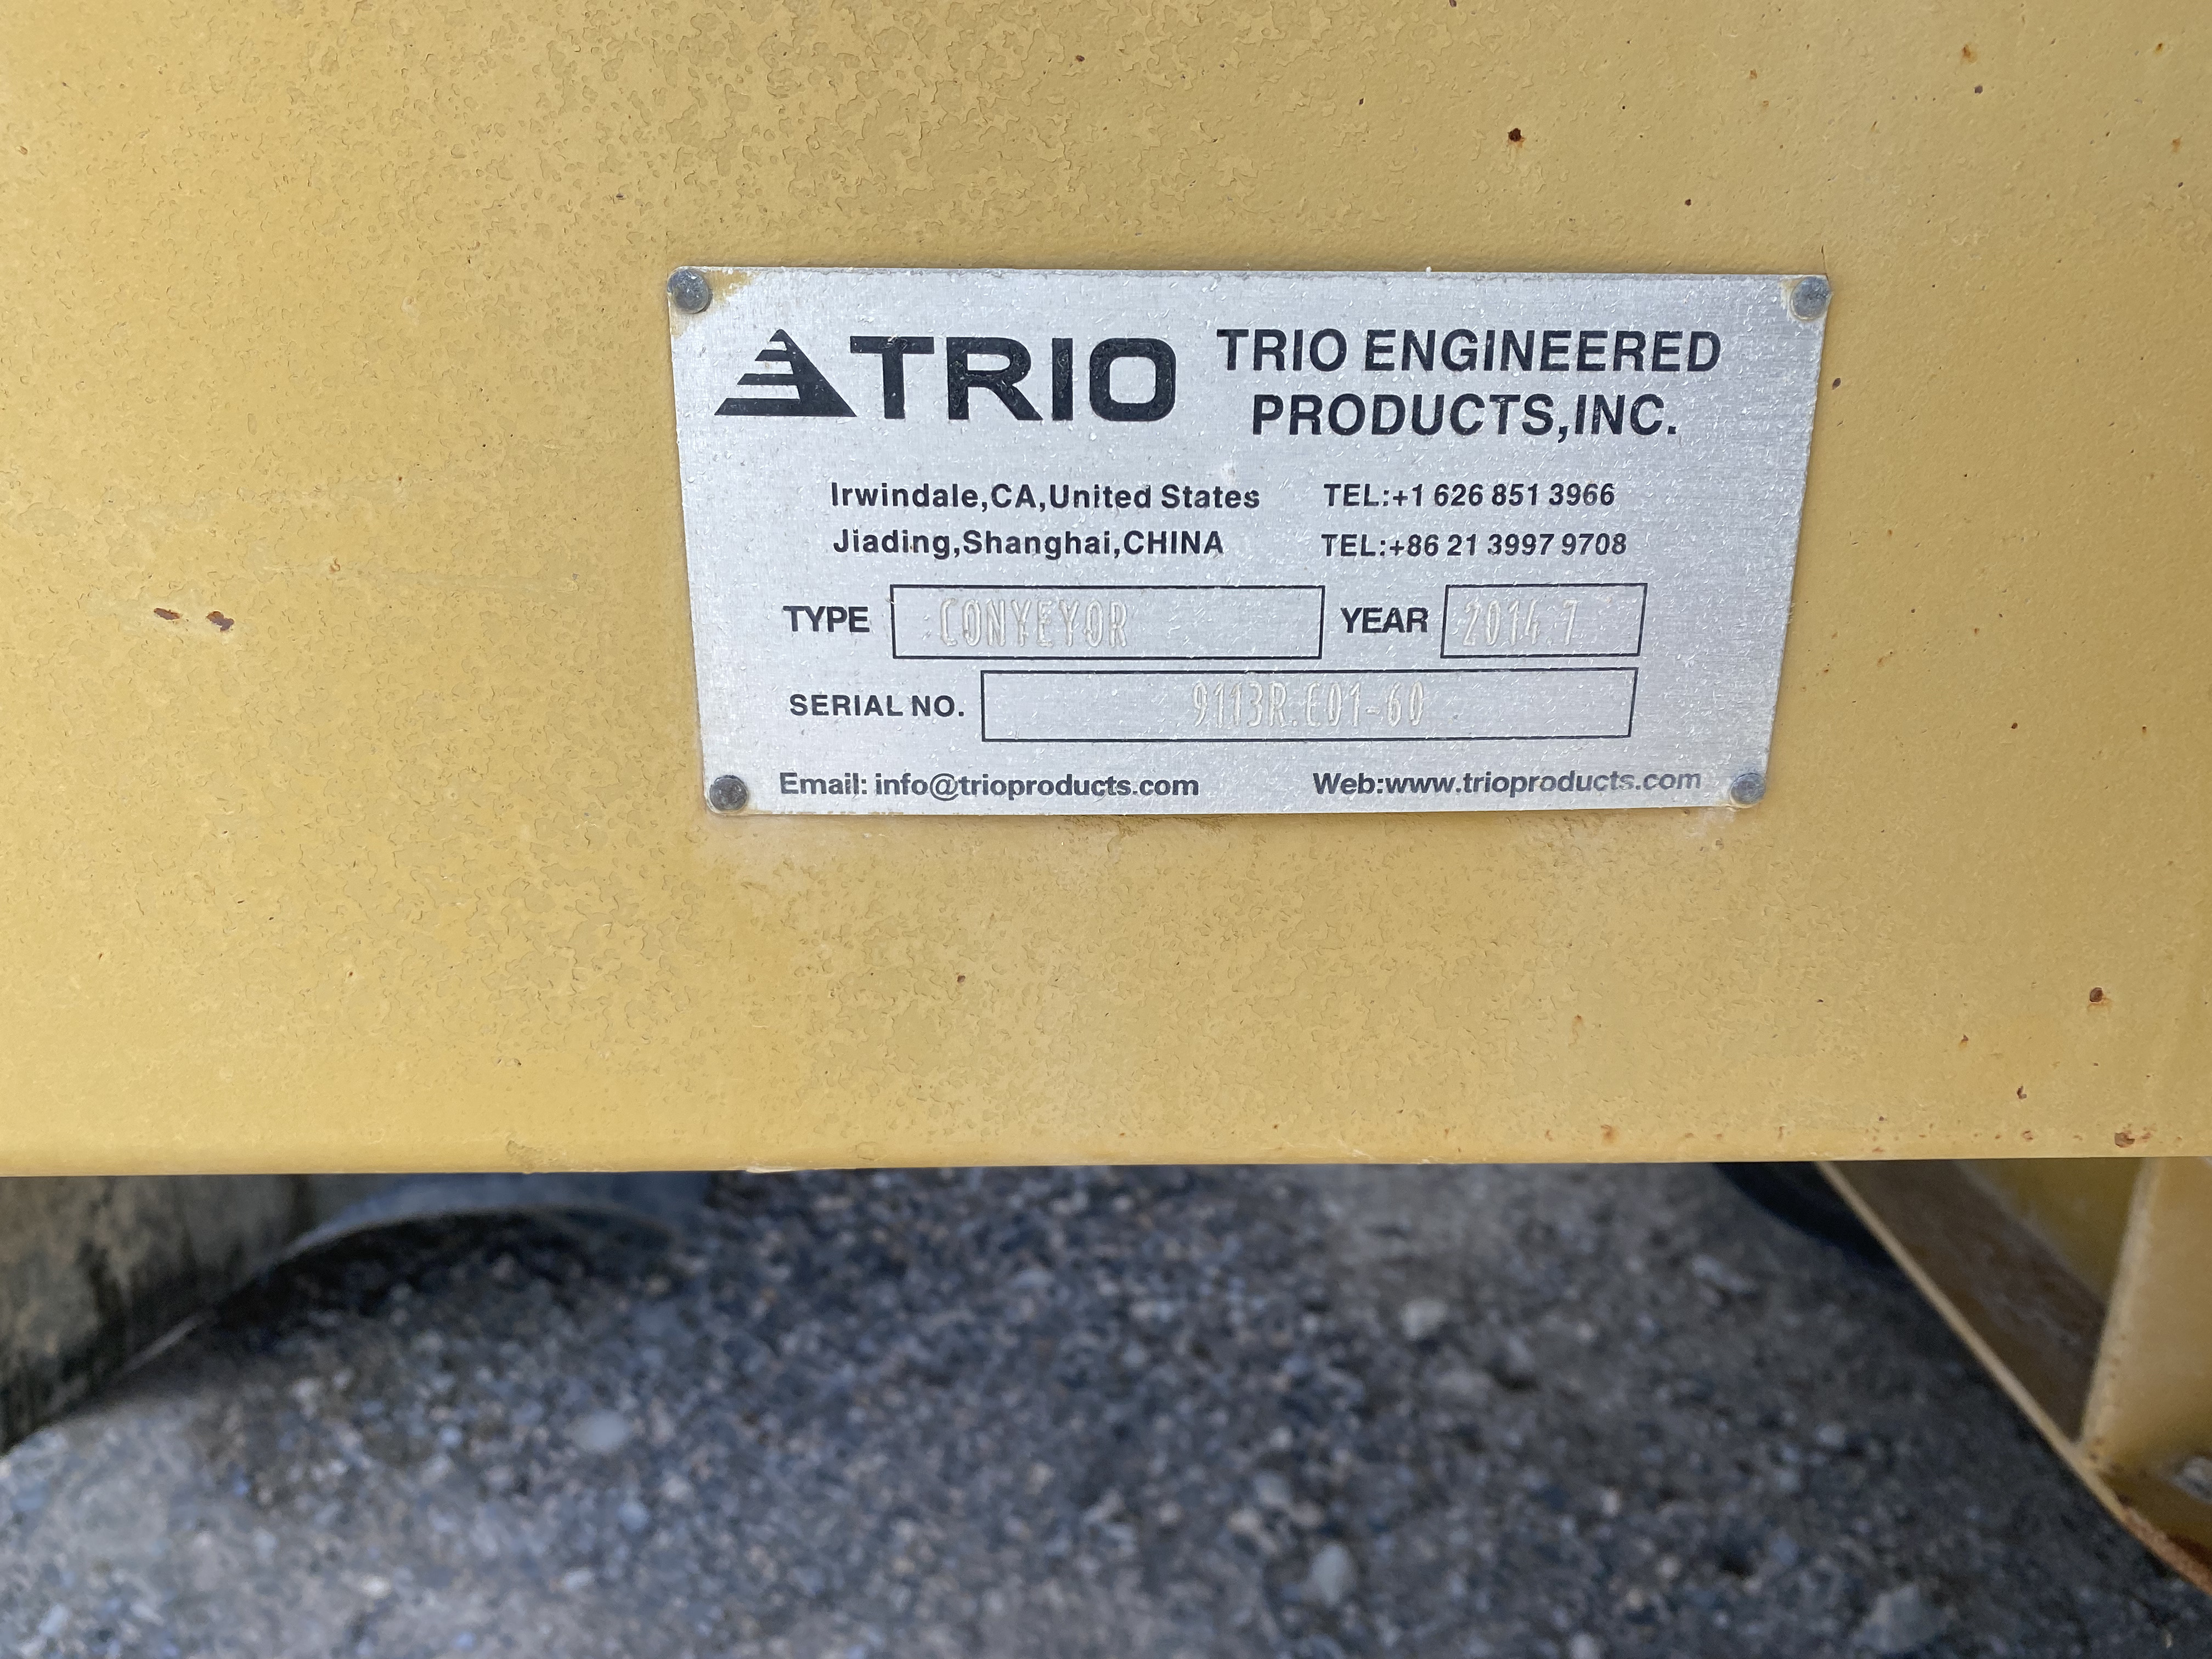 TRIO
TRIO ENGINEERED
PRODUCTS,INC.
Irwindale,CA,United States TEL:+1 626 851 3966
Jiading,Shanghai,CHINA TEL:+86 21 3997 9708
TYPE CONYEYOR YEAR 2014.7
SERIAL NO. 9113R.E01-60
Email: info@trioproducts.com Web:www.trioproducts.com